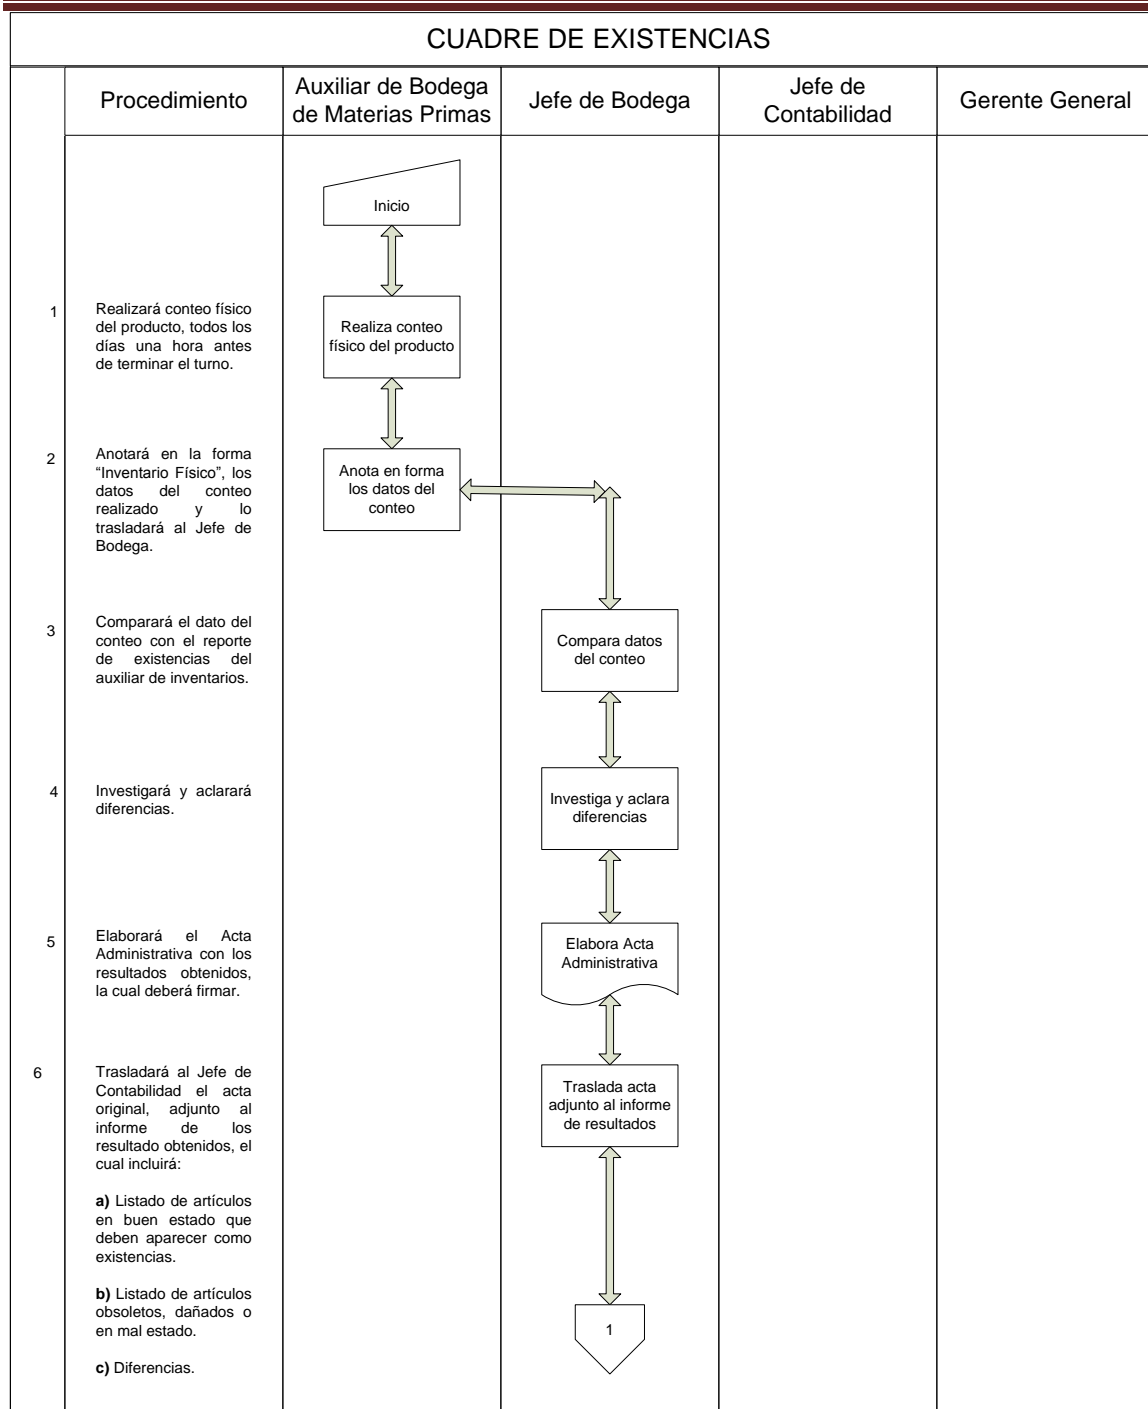 CUADRE DE EXISTENCIAS
Procedimiento
Auxiliar de Bodega
de Materias Primas
Jefe de Bodega
Jefe de
Contabilidad
Gerente General
Inicio
1
Realizará conteo físico
del producto, todos los
días una hora antes
de terminar el turno.
Realiza conteo
físico del producto
2
Anotará en la forma
“Inventario Físico”, los
datos del conteo
realizado y lo
trasladará al Jefe de
Bodega.
Anota en forma
los datos del
conteo
3
Comparará el dato del
conteo con el reporte
de existencias del
auxiliar de inventarios.
Compara datos
del conteo
4
Investigará y aclarará
diferencias.
Investiga y aclara
diferencias
5
Elaborará el Acta
Administrativa con los
resultados obtenidos,
la cual deberá firmar.
Elabora Acta
Administrativa
6
Trasladará al Jefe de
Contabilidad el acta
original, adjunto al
informe de los
resultado obtenidos, el
cual incluirá:
a) Listado de artículos
en buen estado que
deben aparecer como
existencias.
b) Listado de artículos
obsoletos, dañados o
en mal estado.
c) Diferencias.
Traslada acta
adjunto al informe
de resultados
1